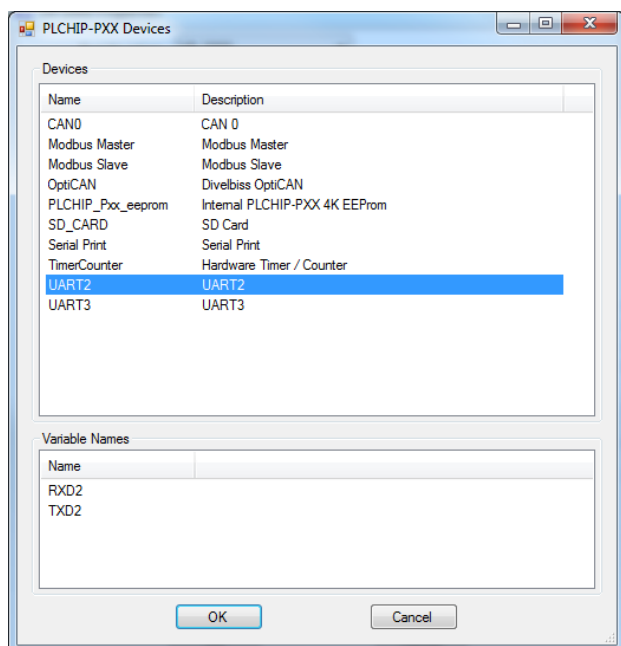 PLCHIP-PXX Devices
Devices
Name Description
CAN0 CAN 0
Modbus Master Modbus Master
Modbus Slave Modbus Slave
OptiCAN Divelbiss OptiCAN
PLCHIP_Pxx_eeprom Internal PLCHIP-PXX 4K EEProm
SD_CARD SD Card
Serial Print Serial Print
TimerCounter Hardware Timer / Counter
UART2 UART2
UART3 UART3
Variable Names
Name
RXD2
TXD2
OK Cancel